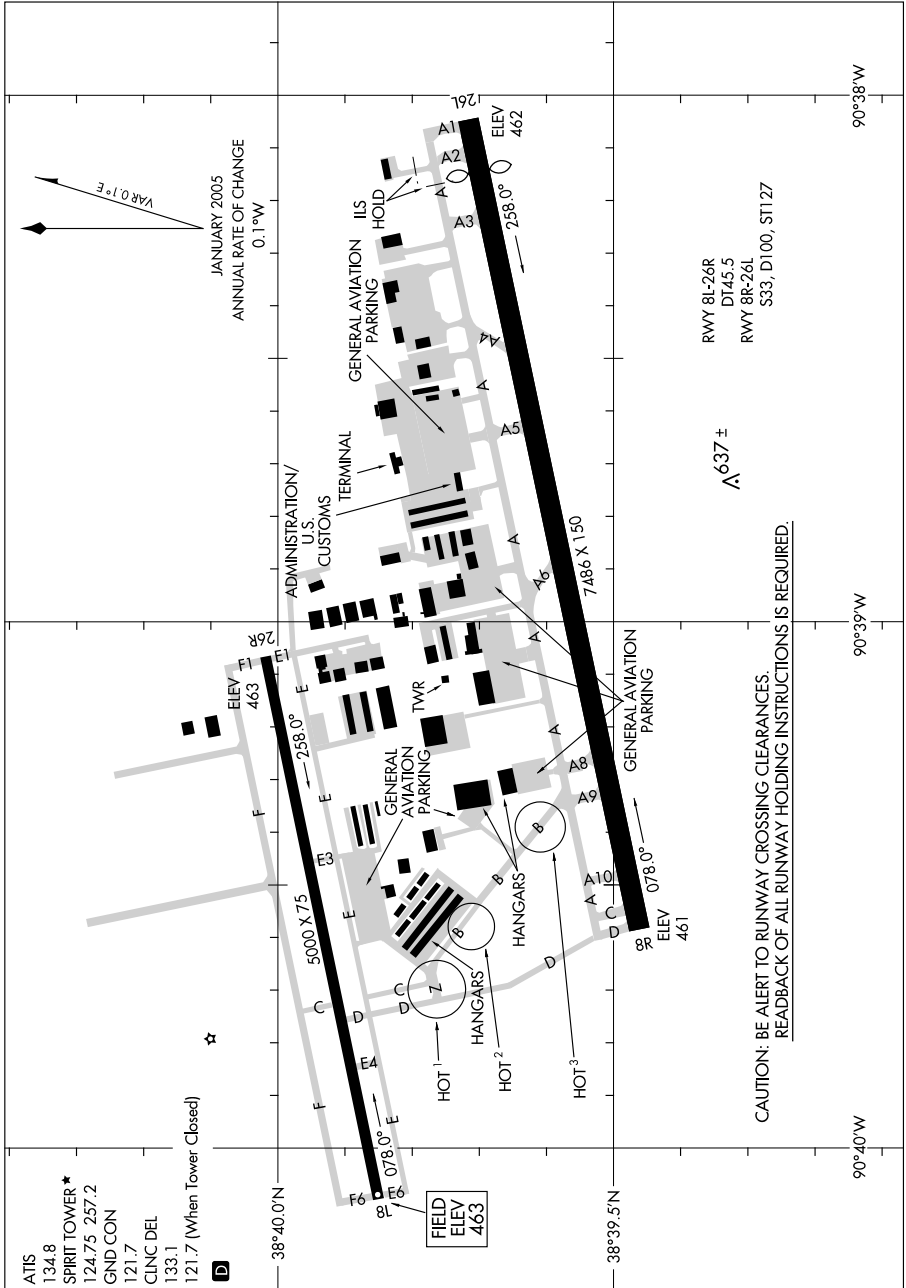 ATIS
134.8
SPIRIT TOWER★
124.75 257.2
GND CON
121.7
CLNC DEL
133.1
121.7 (When Tower Closed)
D
VAR 0.1°E
JANUARY 2005
ANNUAL RATE OF CHANGE
0.1°W
38°40.0'N
38°39.5'N
90°40'W
90°39'W
90°38'W
FIELD
ELEV
463
8L
F6
E6
078.0°
F
E
E4
5000 X 75
C
D
D
C
F
E
E3
E
258.0°
E
F1
E1
26R
ELEV
463
ADMINISTRATION/
U.S.
CUSTOMS
TERMINAL
GENERAL AVIATION
PARKING
ILS
HOLD
TWR
GENERAL
AVIATION
PARKING
HANGARS
HANGARS
Z
B
B
B
HOT 1
HOT 2
HOT 3
D
D
C
A
A10
A9
A8
A
A
A6
A
A5
A
A4
A3
A
A2
A1
26L
ELEV
462
258.0°
7486 X 150
078.0°
8R
ELEV
461
GENERAL AVIATION
PARKING
637 ±
RWY 8L-26R
DT45.5
RWY 8R-26L
S33, D100, ST127
CAUTION: BE ALERT TO RUNWAY CROSSING CLEARANCES.
READBACK OF ALL RUNWAY HOLDING INSTRUCTIONS IS REQUIRED.